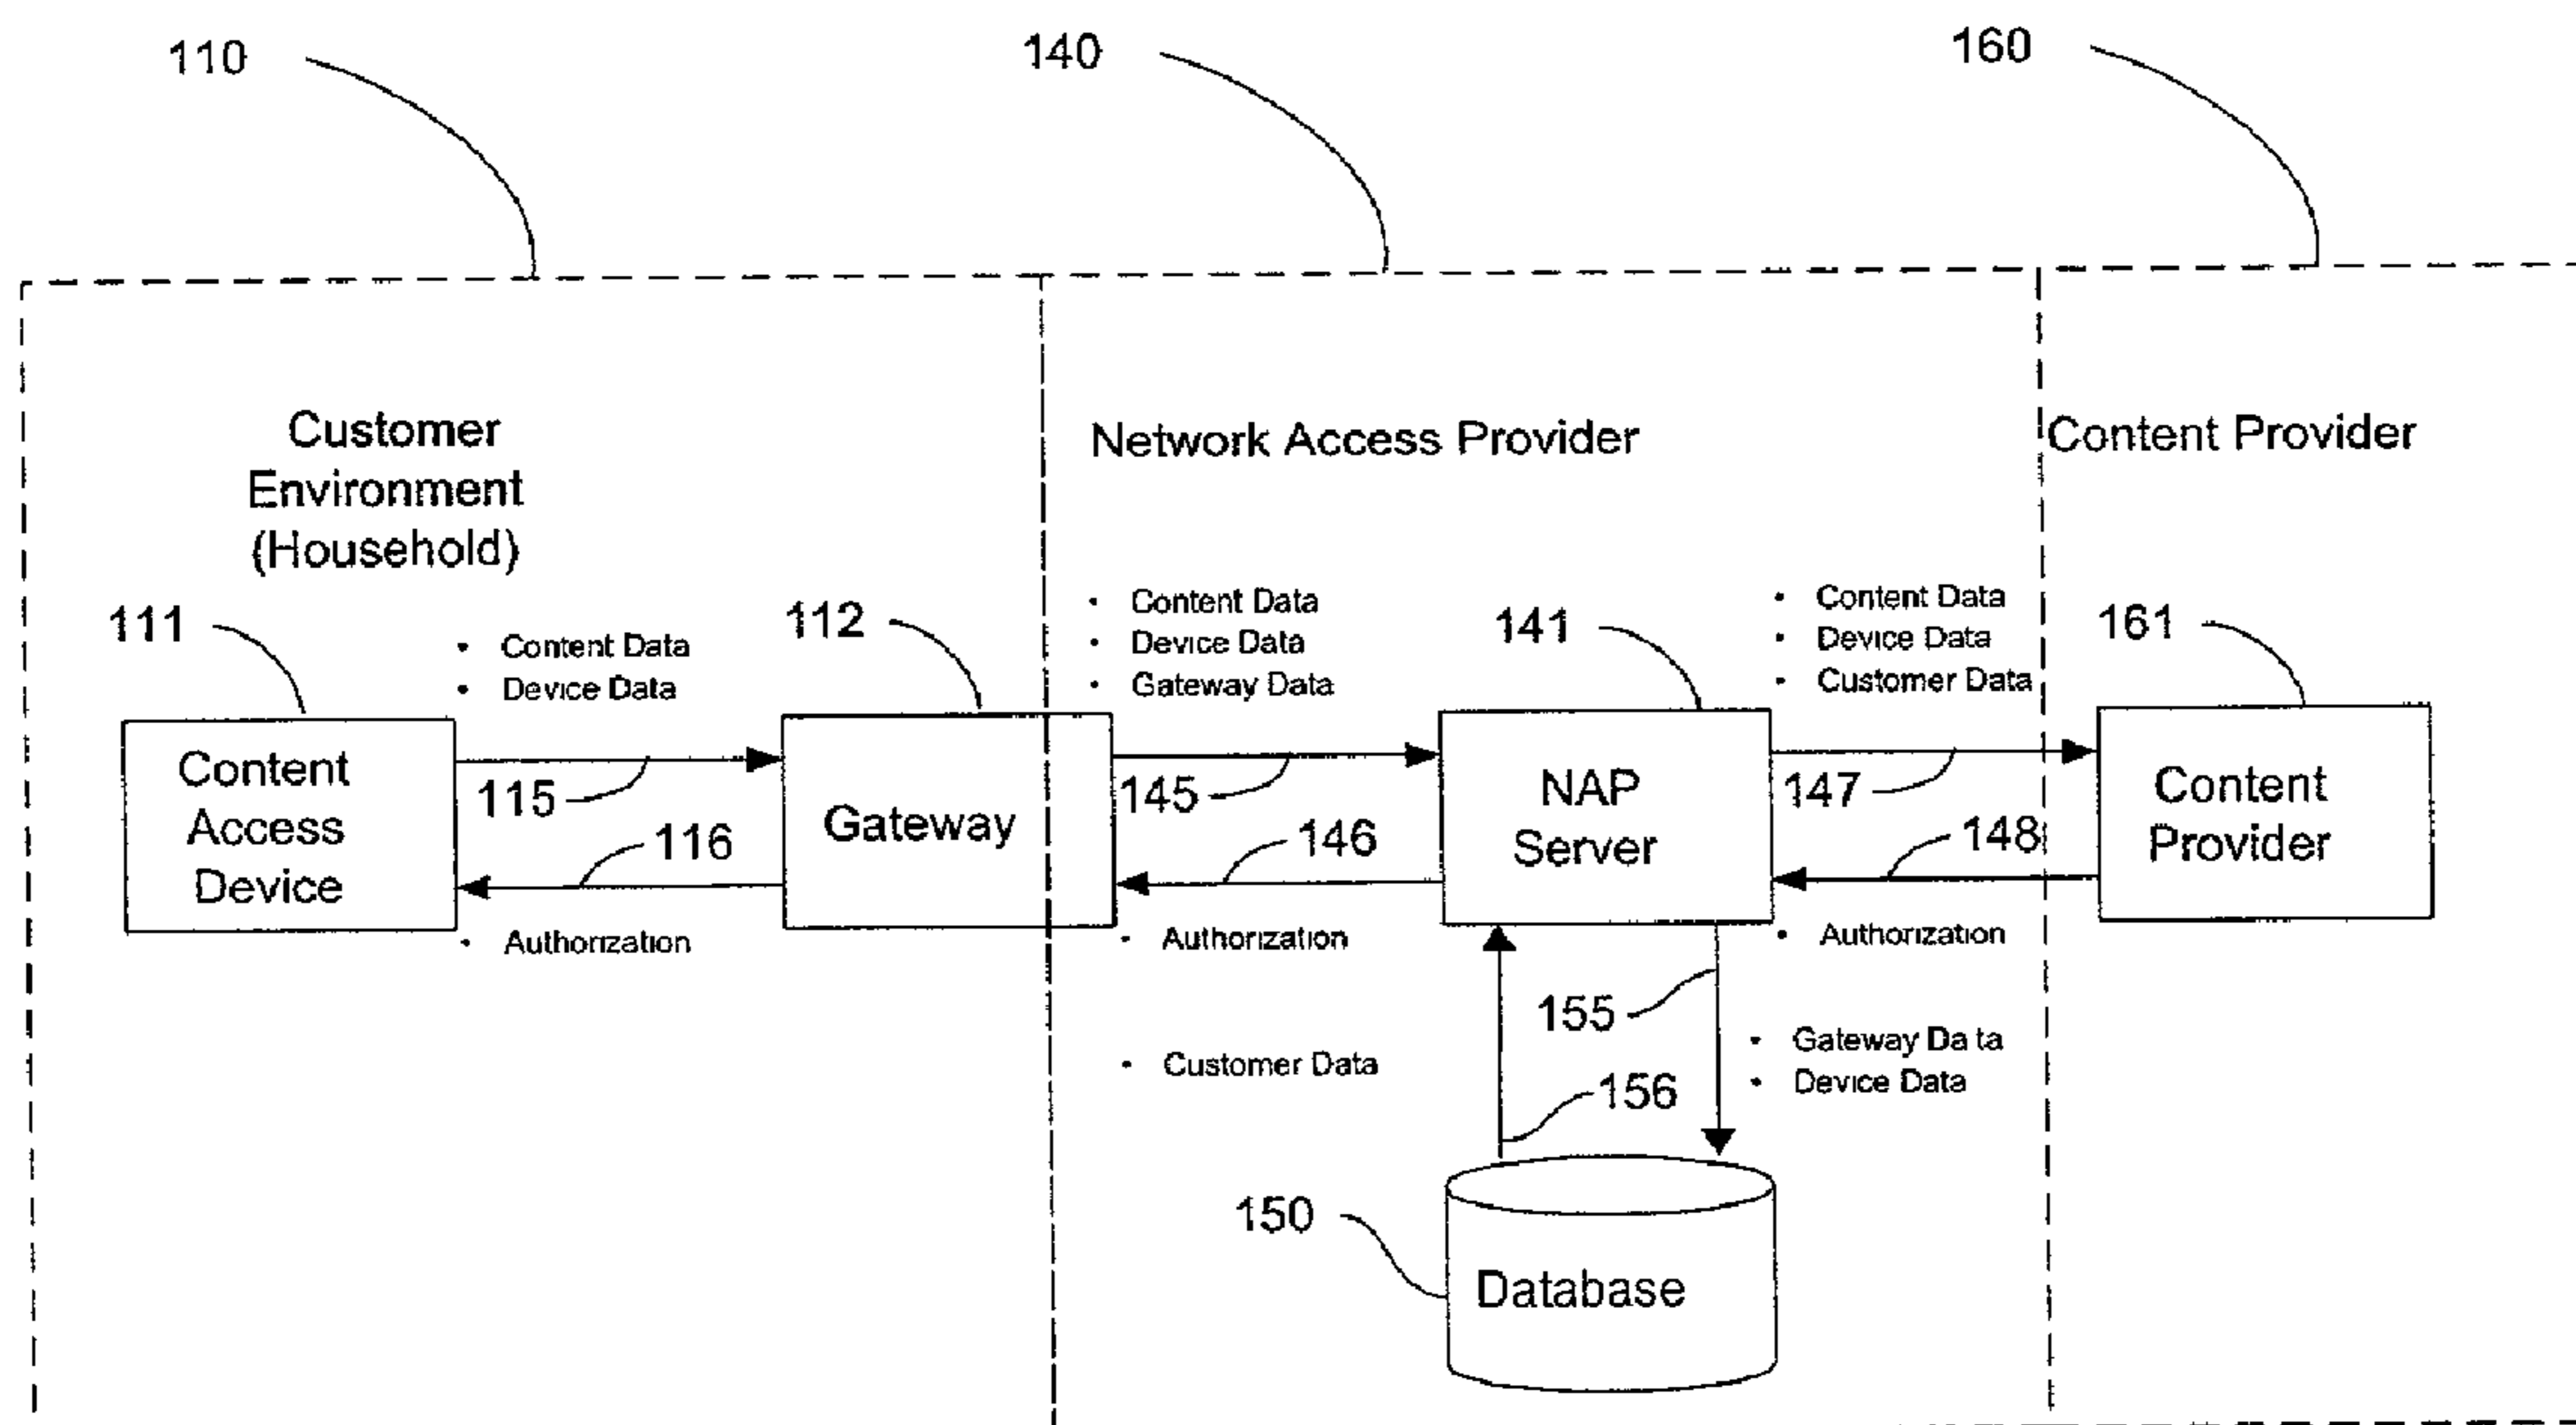 110
140
160
Customer
Environment
(Household)
Network Access Provider
Content Provider
111
• Content Data
• Device Data
112
• Content Data
• Device Data
• Gateway Data
141
• Content Data
• Device Data
• Customer Data
161
Content
Access
Device
115
116
• Authorization
Gateway
145
146
• Authorization
NAP
Server
147
148
• Authorization
Content
Provider
• Customer Data
155
156
• Gateway Data
• Device Data
150
Database